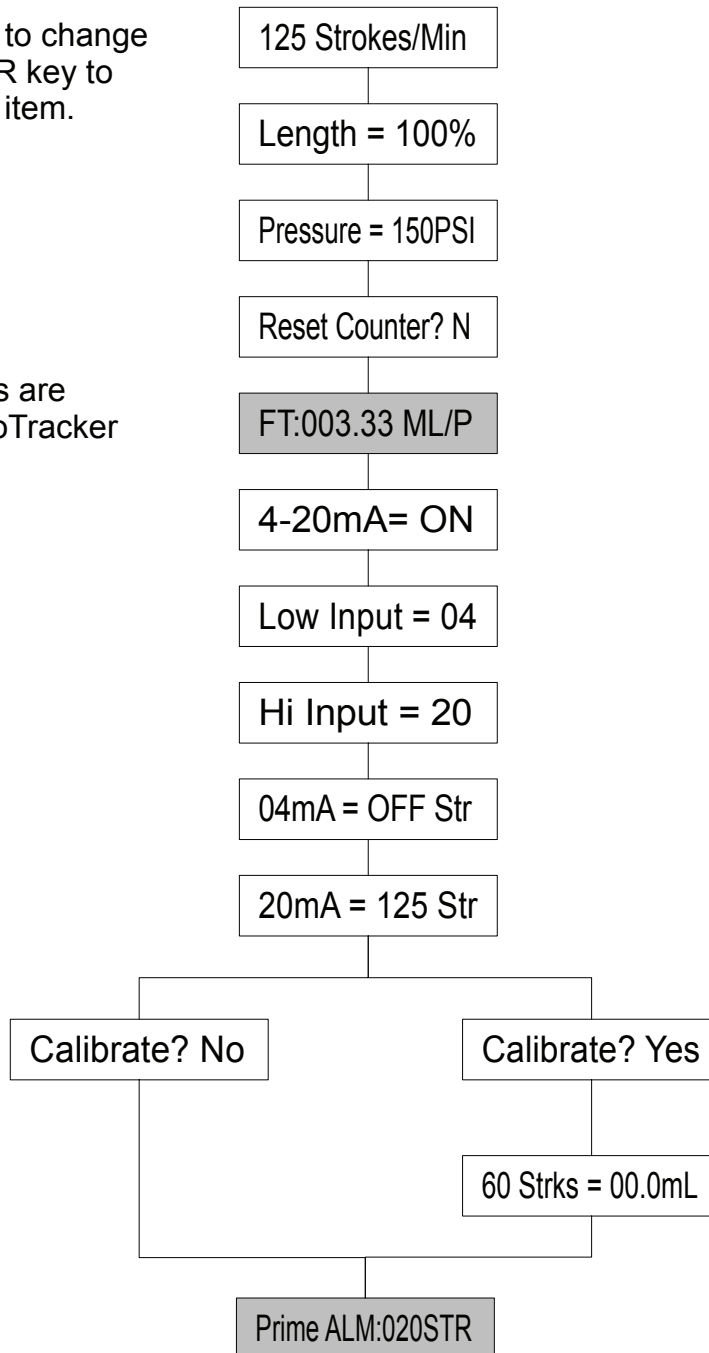 to change
R key to
item.
125 Strokes/Min
Length = 100%
Pressure = 150PSI
Reset Counter? N
s are
oTracker
FT:003.33 ML/P
4-20mA= ON
Low Input = 04
Hi Input = 20
04mA = OFF Str
20mA = 125 Str
Calibrate? No
Calibrate? Yes
60 Strks = 00.0mL
Prime ALM:020STR